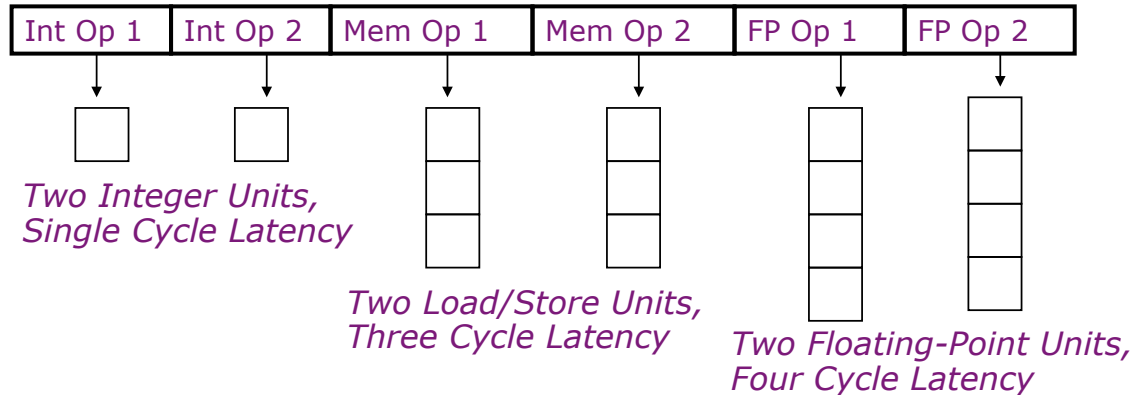 Int Op 1 Int Op 2 Mem Op 1 Mem Op 2 FP Op 1 FP Op 2
Two Integer Units,
Single Cycle Latency
Two Load/Store Units,
Three Cycle Latency
Two Floating-Point Units,
Four Cycle Latency